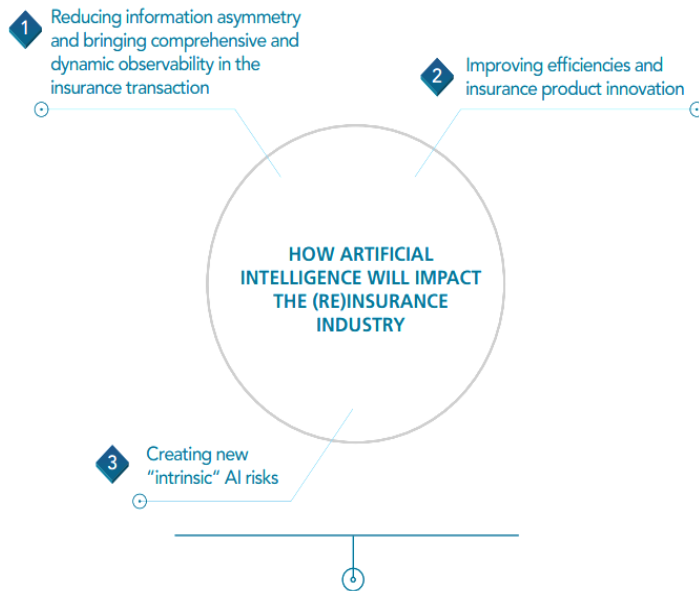 1
Reducing information asymmetry
and bringing comprehensive and
dynamic observability in the
insurance transaction
2
Improving efficiencies and
insurance product innovation
HOW ARTIFICIAL
INTELLIGENCE WILL IMPACT
THE (RE)INSURANCE
INDUSTRY
3
Creating new
“intrinsic“ AI risks